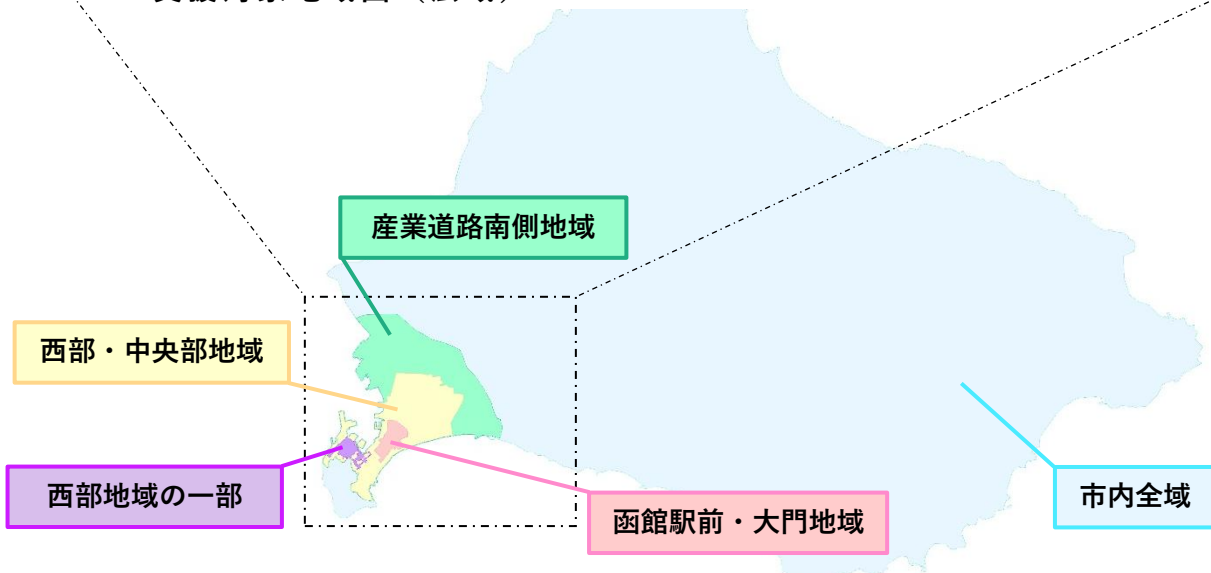 産業道路南側地域
西部・中央部地域
西部地域の一部
函館駅前・大門地域
市内全域